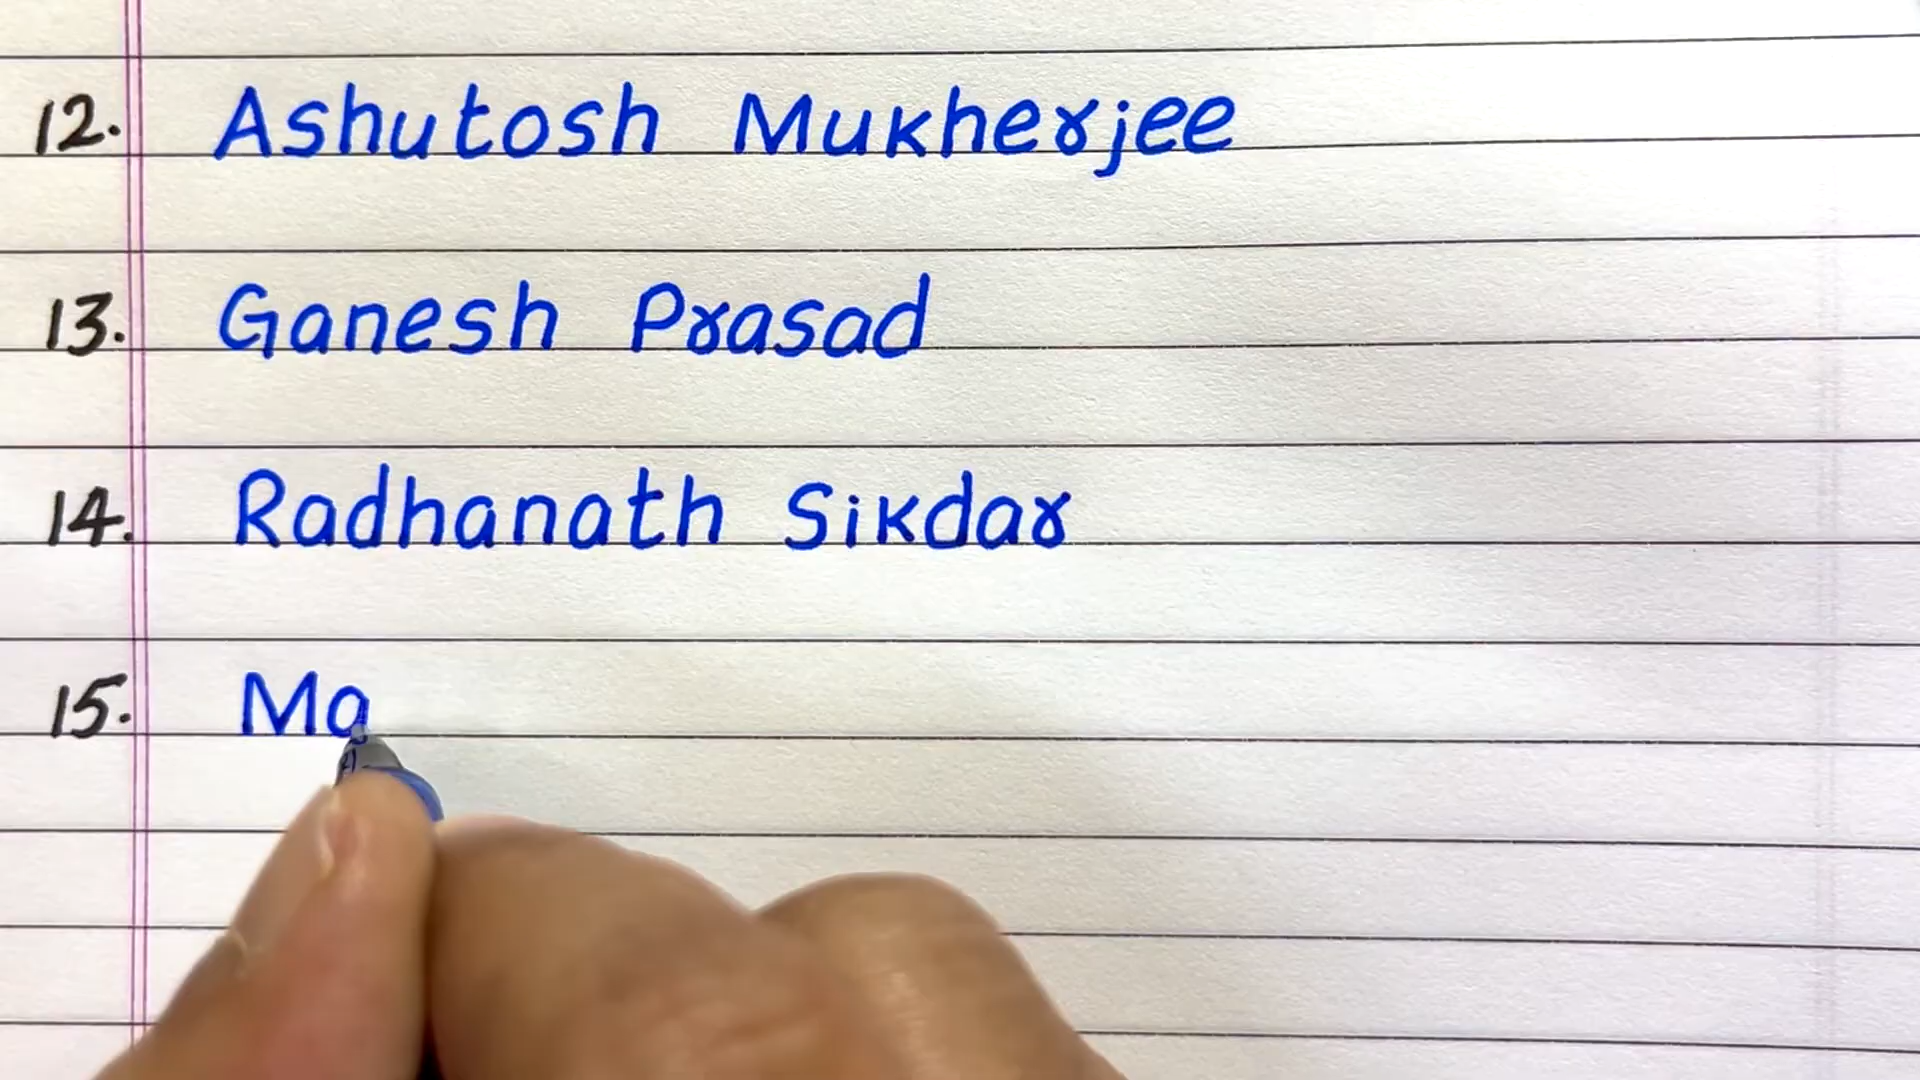 12. Ashutosh Mukherjee
13. Ganesh Prasad
14. Radhanath Sikdar
15. Ma